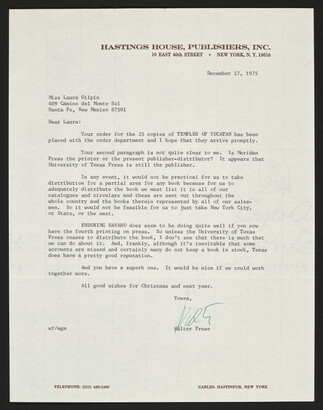 HASTINGS HOUSE, PUBLISHERS, INC.
10 EAST 40th STREET • NEW YORK, N. Y. 10016
December 17, 1975
Miss Laura Gilpin
409 Camino del Monte Sol
Santa Fe, New Mexico 87501
Dear Laura:
Your order for the 25 copies of TEMPLES OF YUCATAN has been
placed with the order department and I hope that they arrive promptly.
Your second paragraph is not quite clear to me. Is Meridan
Press the printer or the present publisher-distributor? It appears that
University of Texas Press is still the publisher.
In any event, it would not be practical for us to take
distribution for a partial area for any book because for us to
adequately distribute the book we must list it in all of our
catalogues and circulars and these are sent out throughout the
whole country and the books therein represented by all of our sales-
men. So it would not be feasible for us to just take New York City,
or State, or the west.
ENDURING NAVAHO does seem to be doing quite well if you now
have the fourth printing on press. So unless the University of Texas
Press ceases to distribute the book, I don't see that there is much that
we can do about it. And, frankly, although it's inevitable that some
accounts are missed and certainly many do not keep a book in stock, Texas
does have a pretty good reputation.
And you have a superb one. It would be nice if we could work
together more.
All good wishes for Christmas and next year.
Yours,
Walter Frese
wf/mgm
TELEPHONE: (212) 689-5400
CABLES: HASTINPUB, NEW YORK